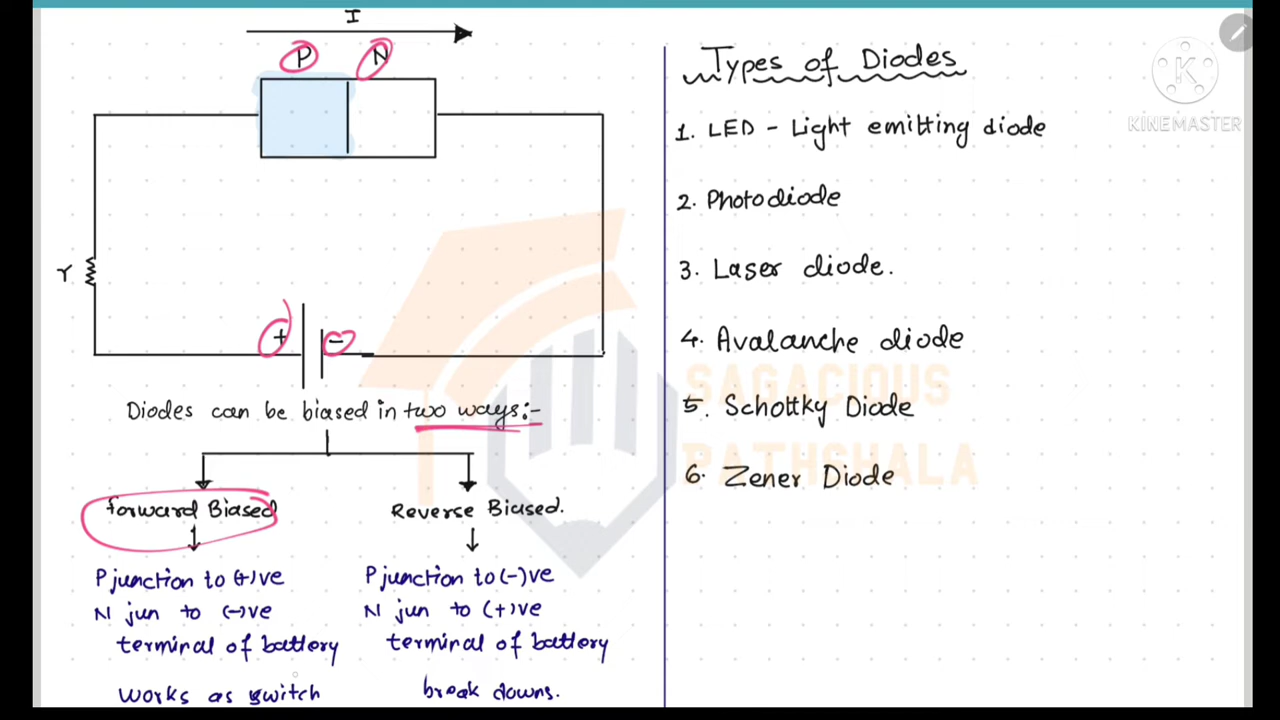 I
P N
r
+ -
Diodes can be biased in two ways:-
Forward Biased
P junction to (+)ve
N jun to (-)ve
terminal of battery
works as switch
Reverse Biased.
P junction to (-)ve
N jun to (+)ve
terminal of battery
break downs.
Types of Diodes
1. LED - Light emitting diode
2. Photodiode
3. Laser diode.
4. Avalanche diode
5. Schottky Diode
6. Zener Diode
SAGACIOUS
PATHSHALA
K
KINEMASTER